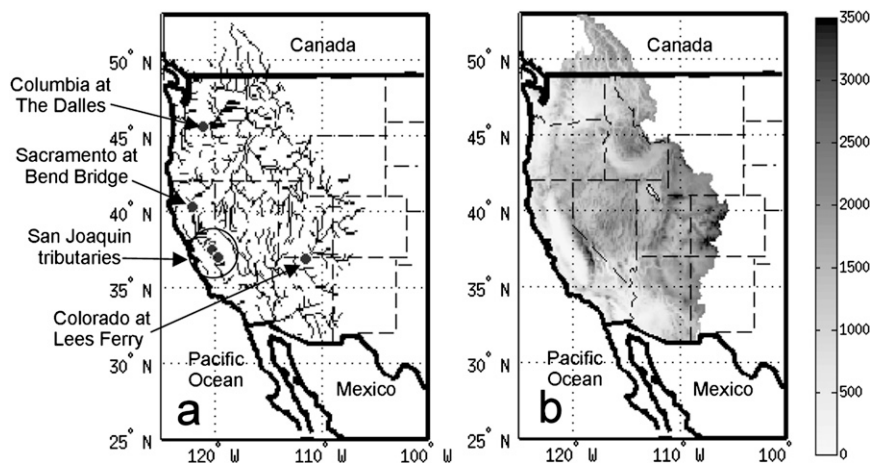 Canada
50° N
Columbia at
The Dalles
45° N
Sacramento at
Bend Bridge
40° N
San Joaquin
tributaries
35° N
Colorado at
Lees Ferry
30° N
Pacific
Ocean
Mexico
a
25° N
120° W
110° W
100° W
Canada
50° N
45° N
40° N
35° N
30° N
Pacific
Ocean
Mexico
b
25° N
120° W
110° W
100° W
3500
3000
2500
2000
1500
1000
500
0